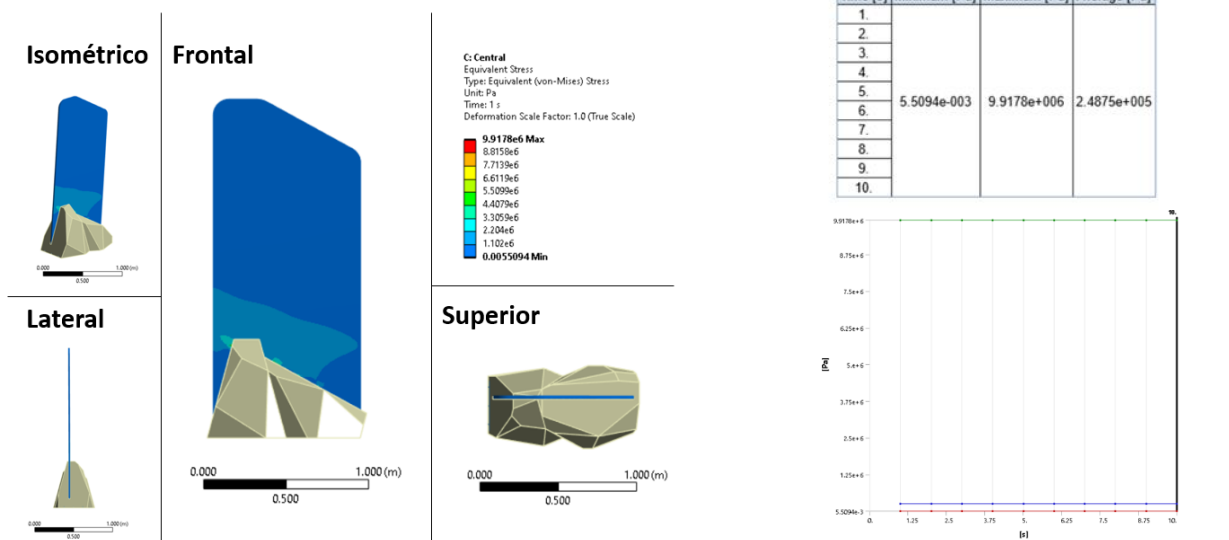 Isométrico
0.000
1.000 (m)
0.500
Lateral
0.000
1.000 (m)
0.500
Frontal
0.000
1.000 (m)
0.500
C: Central
Equivalent Stress
Type: Equivalent (von-Mises) Stress
Unit: Pa
Time: 1 s
Deformation Scale Factor: 1.0 (True Scale)
9.9178e6 Max
8.8158e6
7.7139e6
6.6119e6
5.5099e6
4.4079e6
3.3059e6
2.204e6
1.102e6
0.0055094 Min
Superior
0.000
1.000 (m)
0.500
1.
2.
3.
4.
5.
6.
7.
8.
9.
10.
5.5094e-003 9.9178e+006 2.4875e+005
10.
9.9178e+6
8.75e+6
7.5e+6
6.25e+6
5.e+6
3.75e+6
2.5e+6
1.25e+6
5.5094e-3
[Pa]
0. 1.25 2.5 3.75 5. 6.25 7.5 8.75 10.
[s]